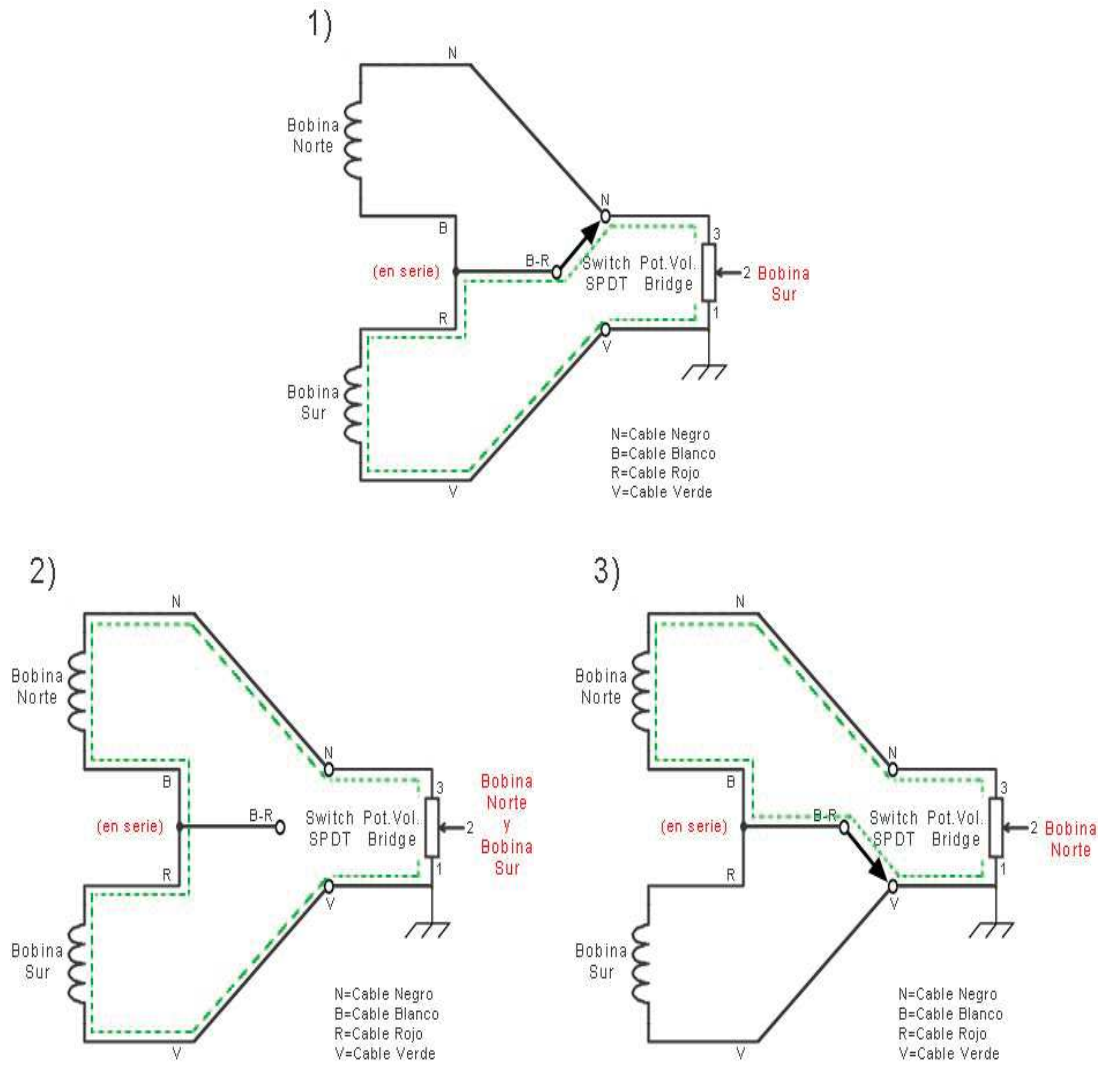 1)
N
Bobina
Norte
N
B
3
(en serie)
B-R
Switch Pot.Vol.
SPDT Bridge
2 Bobina
Sur
R
1
V
Bobina
Sur
V
N=Cable Negro
B=Cable Blanco
R=Cable Rojo
V=Cable Verde
2)
N
Bobina
Norte
N
B
3
(en serie)
B-R
Switch Pot.Vol.
SPDT Bridge
2
Bobina
Norte
y
Bobina
Sur
R
1
V
Bobina
Sur
V
N=Cable Negro
B=Cable Blanco
R=Cable Rojo
V=Cable Verde
3)
N
Bobina
Norte
N
B
3
(en serie)
B-R
Switch Pot.Vol.
SPDT Bridge
2 Bobina
Norte
R
1
V
Bobina
Sur
V
N=Cable Negro
B=Cable Blanco
R=Cable Rojo
V=Cable Verde